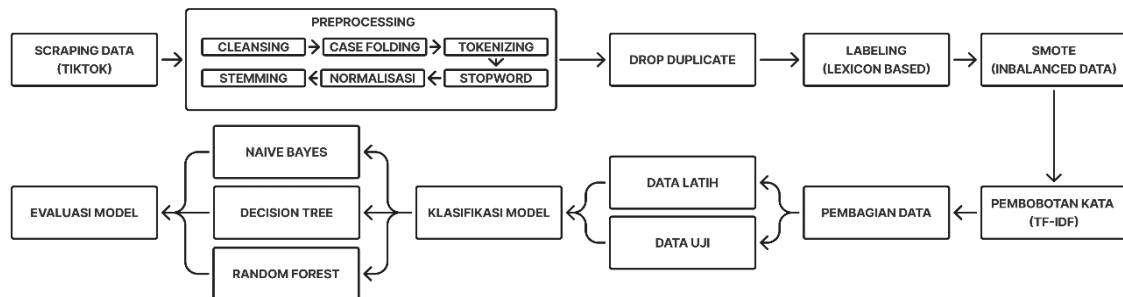 SCRAPING DATA
(TIKTOK)
PREPROCESSING
CLEANSING
CASE FOLDING
TOKENIZING
STEMMING
NORMALISASI
STOPWORD
DROP DUPLICATE
LABELING
(LEXICON BASED)
SMOTE
(INBALANCED DATA)
EVALUASI MODEL
NAIVE BAYES
DECISION TREE
RANDOM FOREST
KLASIFIKASI MODEL
DATA LATIH
DATA UJI
PEMBAGIAN DATA
PEMBOBOTAN KATA
(TF-IDF)